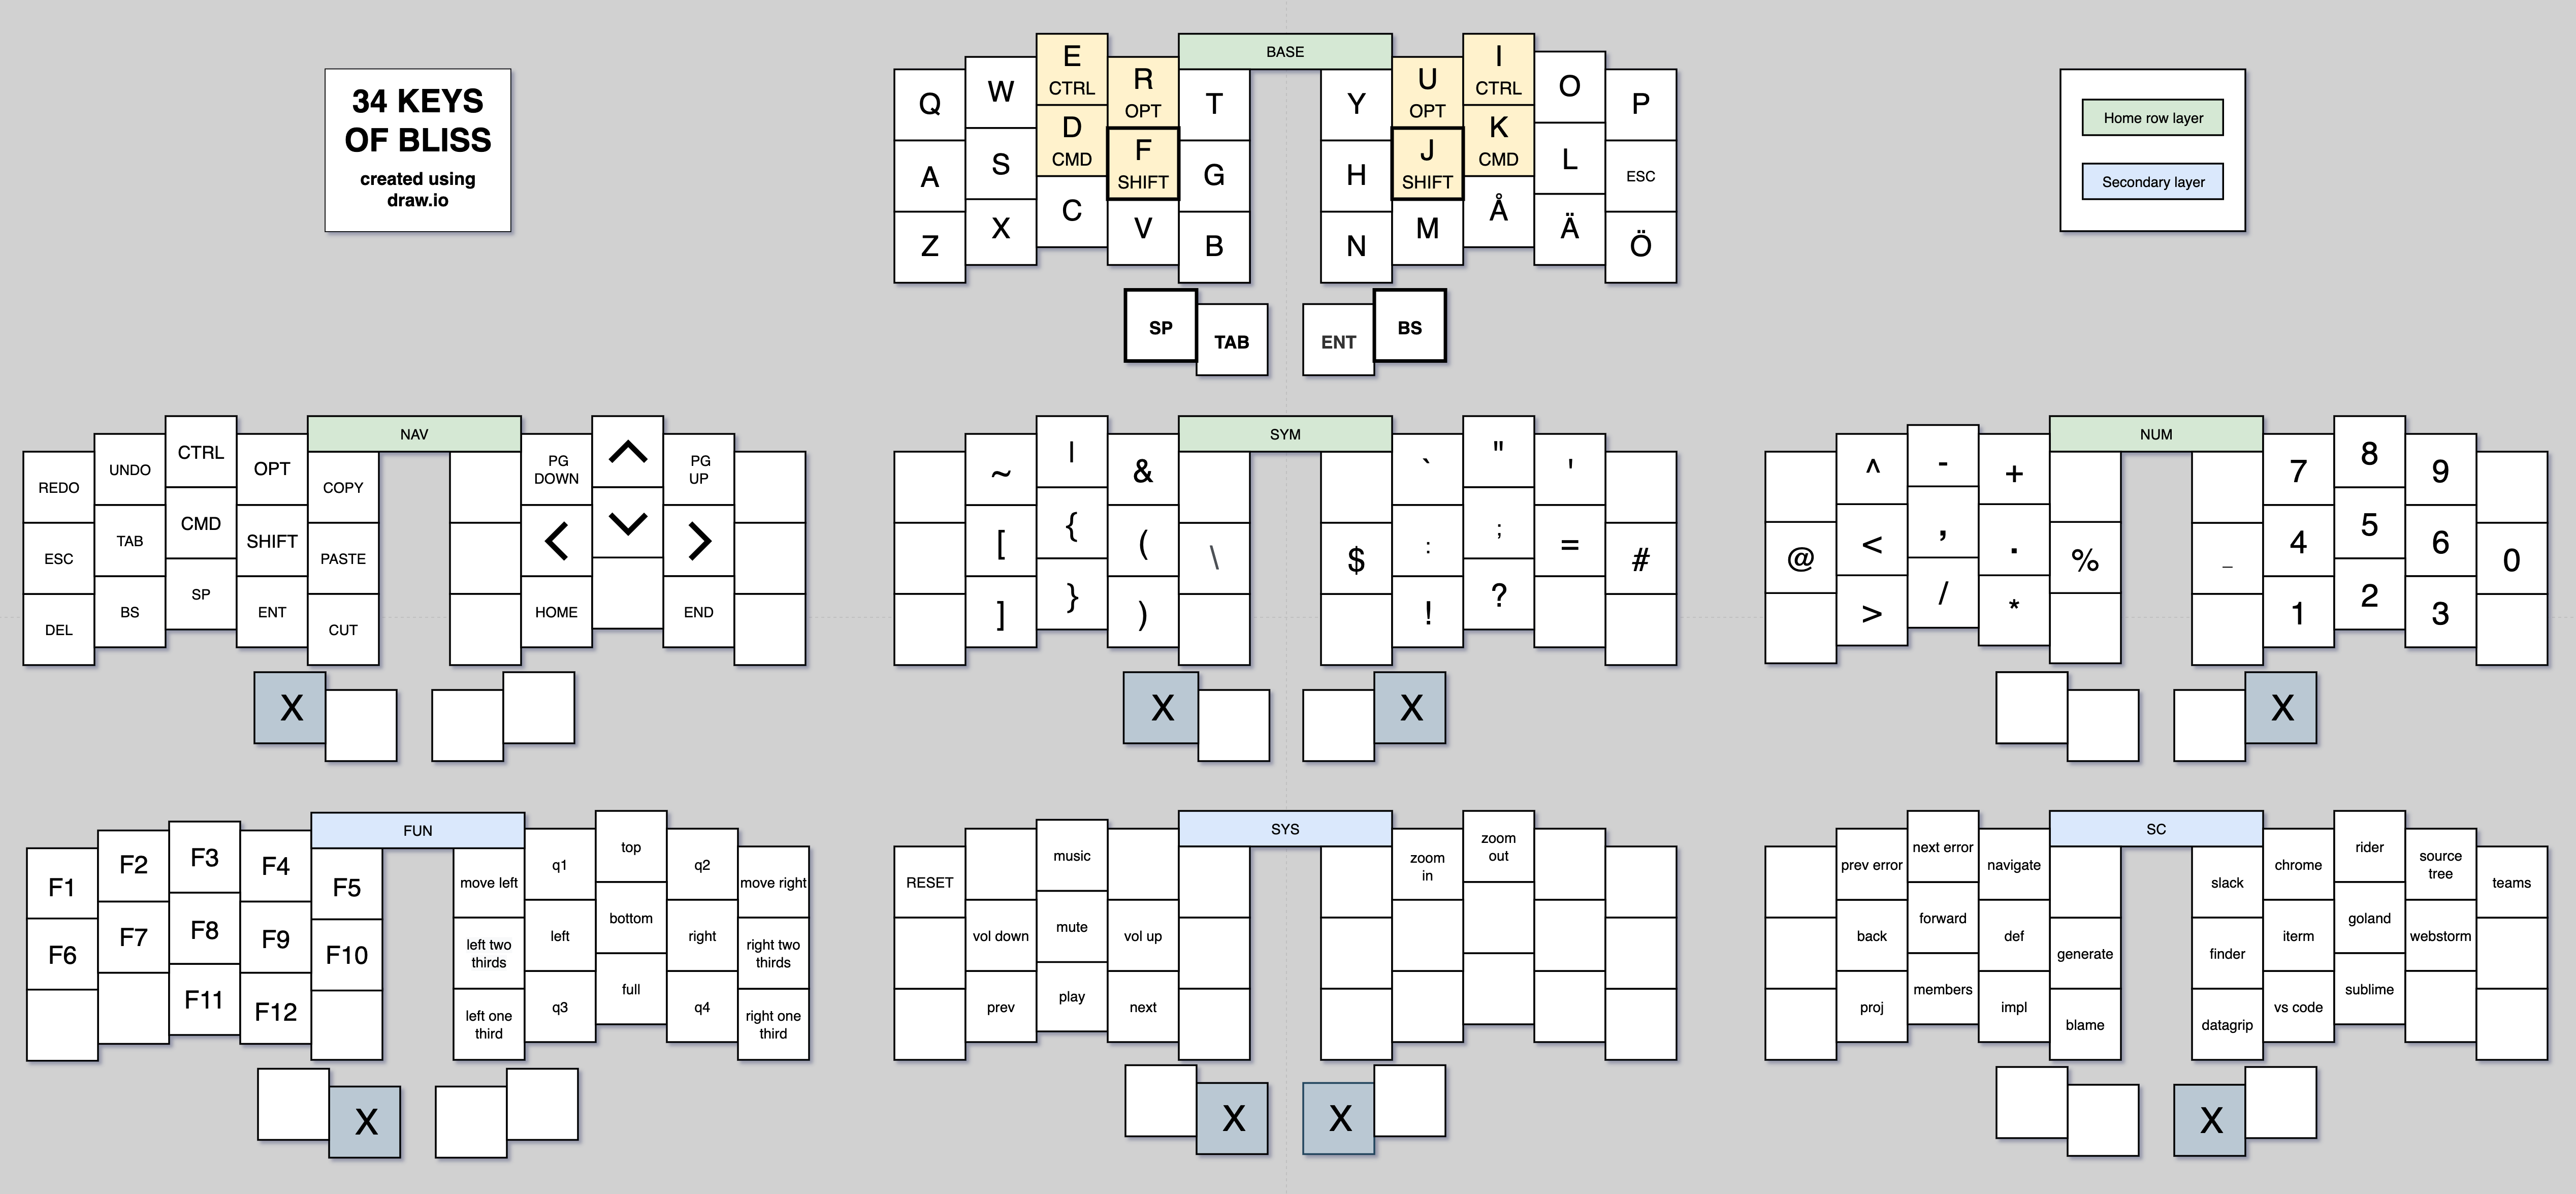 34 KEYS
OF BLISS
created using
draw.io
BASE
Q
W
E
CTRL
R
OPT
T
Y
U
OPT
I
CTRL
O
P
A
S
D
CMD
F
SHIFT
G
H
J
SHIFT
K
CMD
L
ESC
Z
X
C
V
B
N
M
Å
Ä
Ö
SP
TAB
ENT
BS
Home row layer
Secondary layer
NAV
REDO
UNDO
CTRL
OPT
COPY
PG
DOWN
^
PG
UP
ESC
TAB
CMD
SHIFT
PASTE
<
>
DEL
BS
SP
ENT
CUT
HOME
END
X
SYM
~
|
&
`
"
'
[
{
(
\
$
:
;
=
#
]
}
)
!
?
X
X
NUM
^
-
+
7
8
9
@
<
,
.
%
_
4
5
6
0
>
/
*
1
2
3
X
FUN
F1
F2
F3
F4
F5
move left
q1
top
q2
move right
F6
F7
F8
F9
F10
left two
thirds
left
bottom
right
right two
thirds
F11
F12
left one
third
q3
full
q4
right one
third
X
SYS
RESET
music
zoom
in
zoom
out
vol down
mute
vol up
prev
play
next
X
X
SC
prev error
next error
navigate
slack
chrome
rider
source
tree
teams
back
forward
def
generate
finder
iterm
goland
webstorm
proj
members
impl
blame
datagrip
vs code
sublime
X